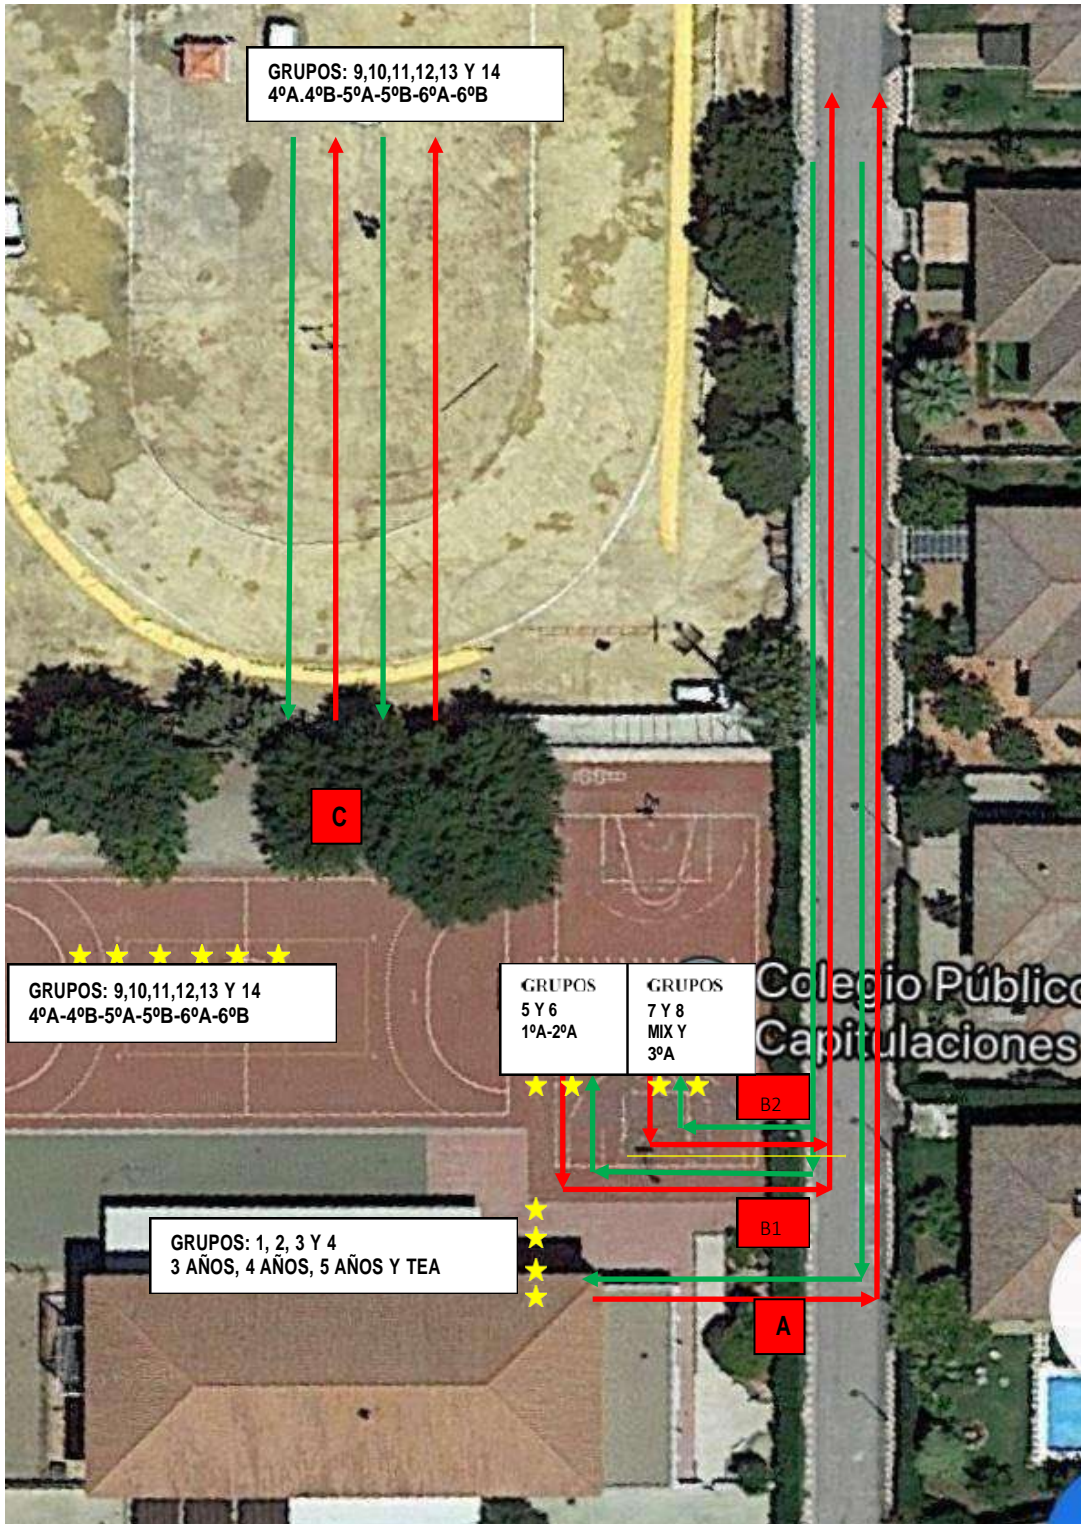 GRUPOS: 9,10,11,12,13 Y 14
4ºA.4ºB-5ºA-5ºB-6ºA-6ºB
C
GRUPOS: 9,10,11,12,13 Y 14
4ºA-4ºB-5ºA-5ºB-6ºA-6ºB
GRUPOS
5 Y 6
1ºA-2ºA
GRUPOS
7 Y 8
MIX Y
3ºA
Colegio Público
Capitulaciones
B2
B1
GRUPOS: 1, 2, 3 Y 4
3 AÑOS, 4 AÑOS, 5 AÑOS Y TEA
A